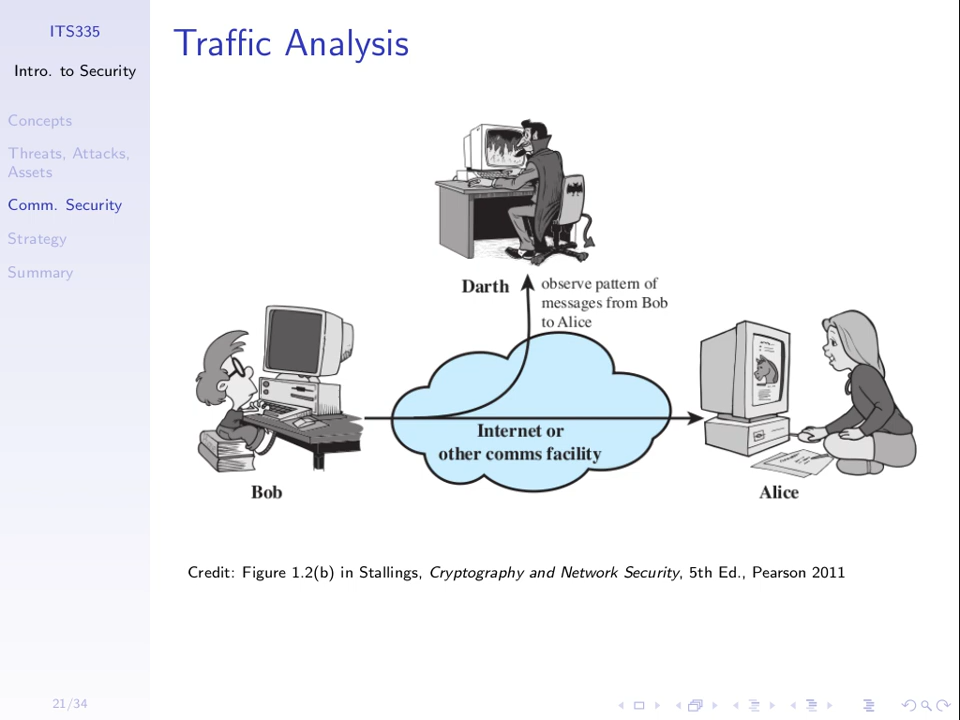 ITS335
Intro. to Security
Concepts
Threats, Attacks,
Assets
Comm. Security
Strategy
Summary
21/34
Traffic Analysis
Darth
observe pattern of
messages from Bob
to Alice
Internet or
other comms facility
Bob
Alice
Credit: Figure 1.2(b) in Stallings, Cryptography and Network Security, 5th Ed., Pearson 2011